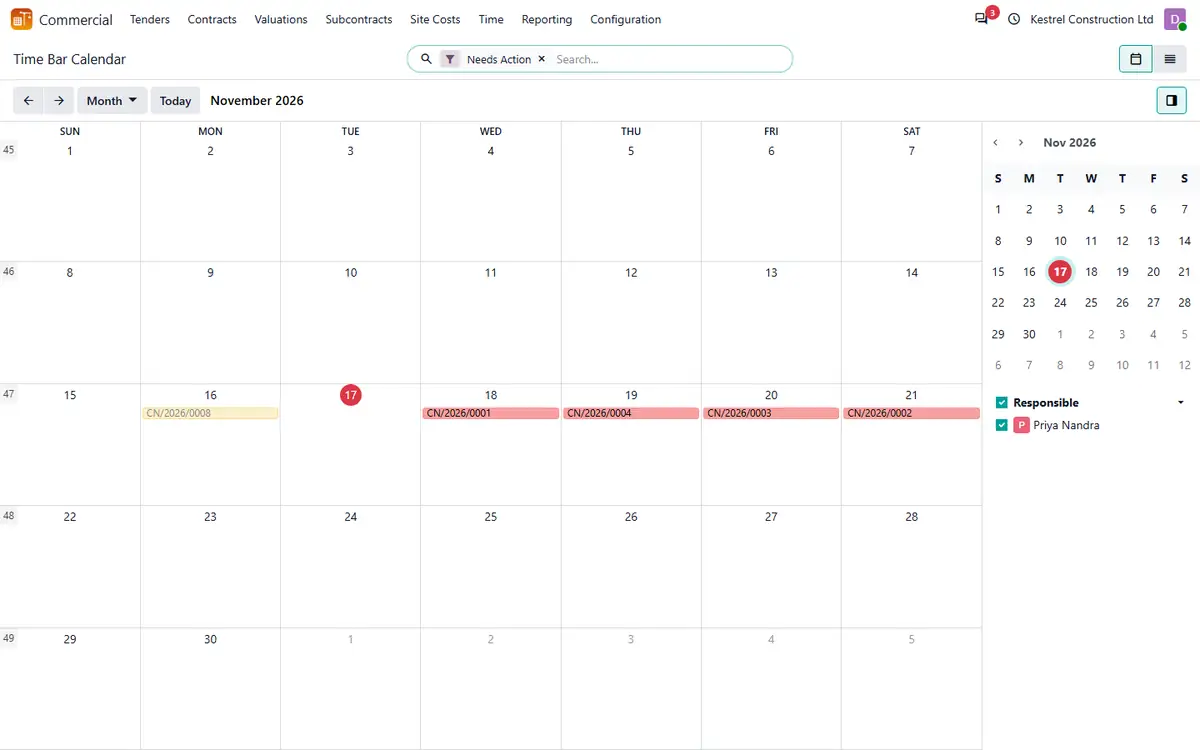 Commercial Tenders Contracts Valuations Subcontracts Site Costs Time Reporting Configuration 3 Kestrel Construction Ltd D
Time Bar Calendar Needs Action × Search...
Month Today November 2026
SUN MON TUE WED THU FRI SAT
45 1 2 3 4 5 6 7
46 8 9 10 11 12 13 14
47 15 16 17 18 19 20 21
CN/2026/0008 CN/2026/0001 CN/2026/0004 CN/2026/0003 CN/2026/0002
48 22 23 24 25 26 27 28
49 29 30 1 2 3 4 5
Nov 2026
S M T W T F S
1 2 3 4 5 6 7
8 9 10 11 12 13 14
15 16 17 18 19 20 21
22 23 24 25 26 27 28
29 30 1 2 3 4 5
6 7 8 9 10 11 12
Responsible
P Priya Nandra